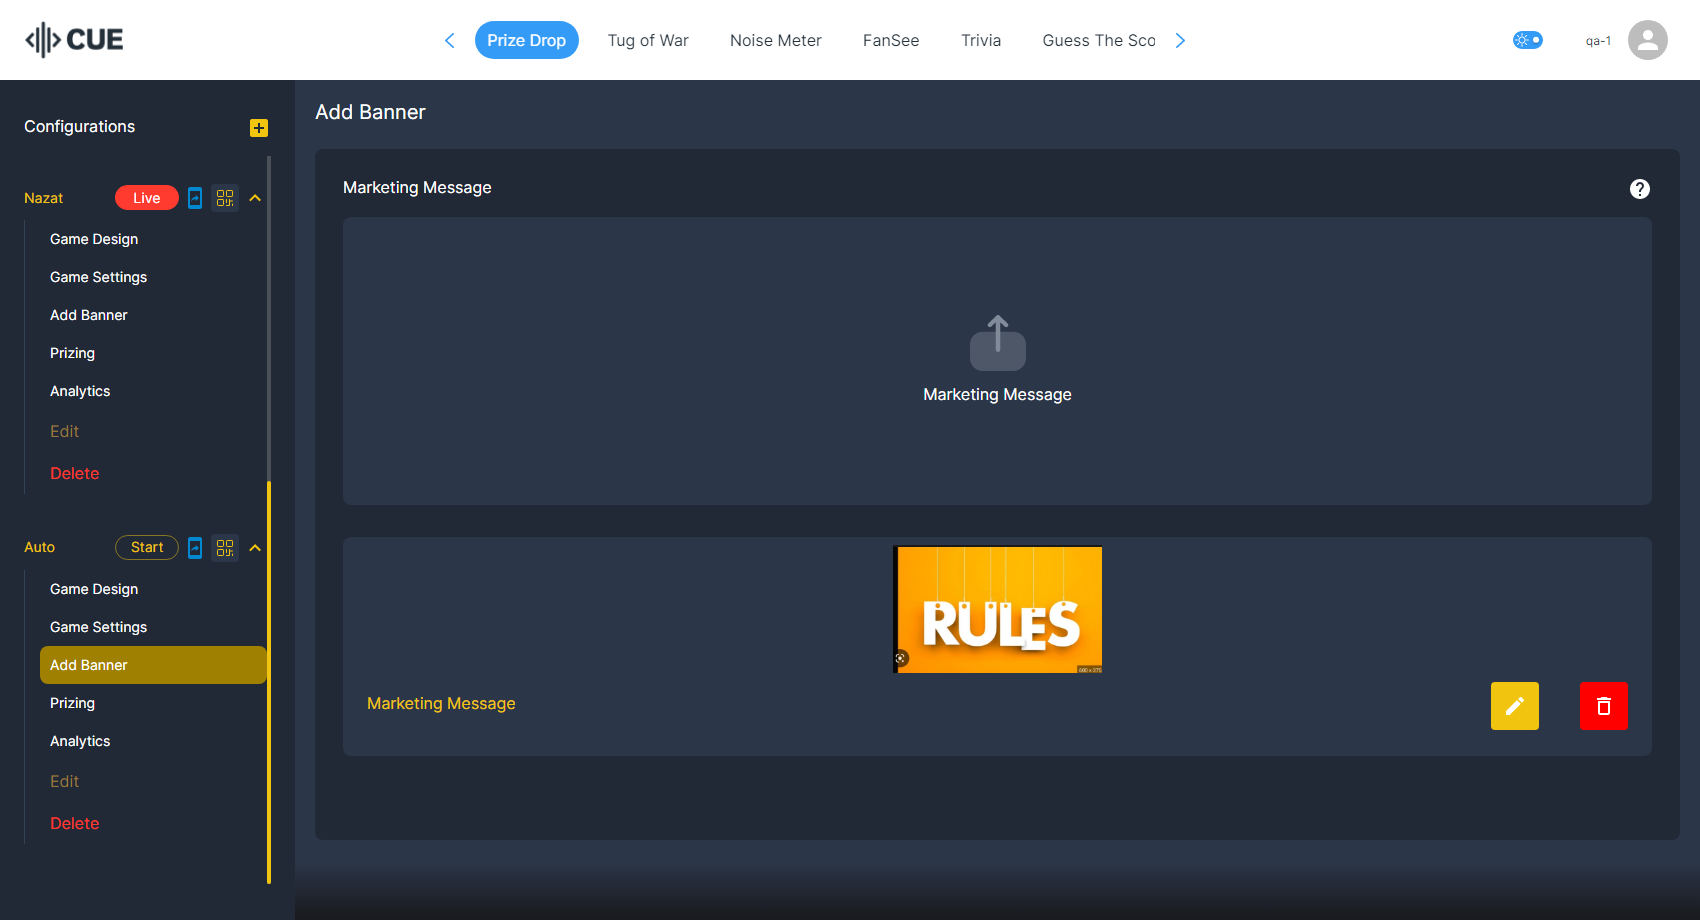 CUE
Prize Drop
Tug of War
Noise Meter
FanSee
Trivia
Guess The Sco
qa-1
Configurations
Nazat
Live
Game Design
Game Settings
Add Banner
Prizing
Analytics
Edit
Delete
Auto
Start
Game Design
Game Settings
Add Banner
Prizing
Analytics
Edit
Delete
Add Banner
Marketing Message
?
Marketing Message
RULES
Marketing Message